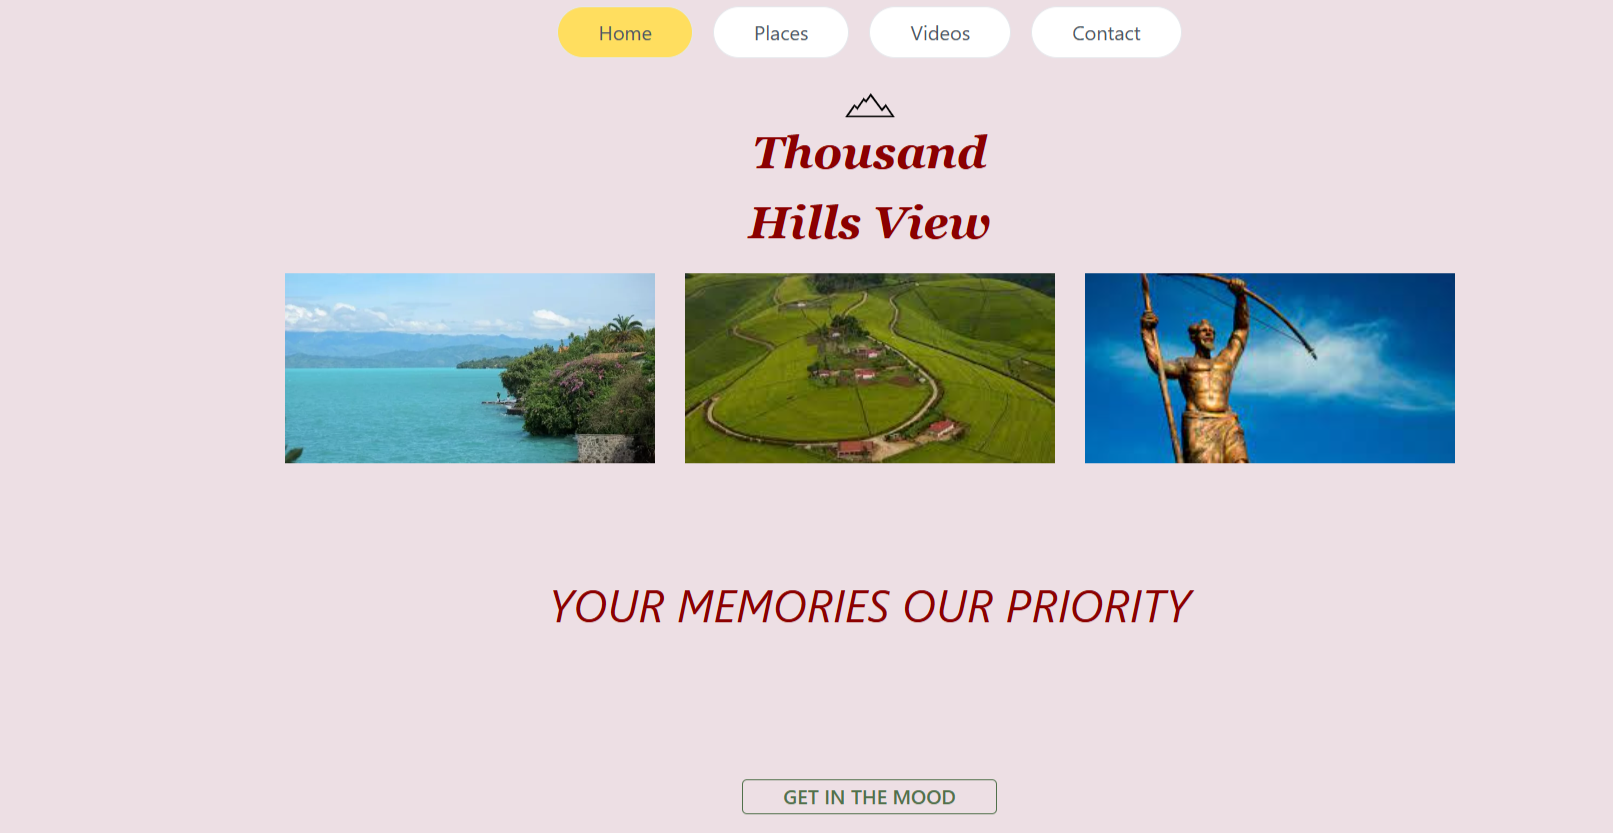 Home
Places
Videos
Contact
Thousand
Hills View
YOUR MEMORIES OUR PRIORITY
GET IN THE MOOD